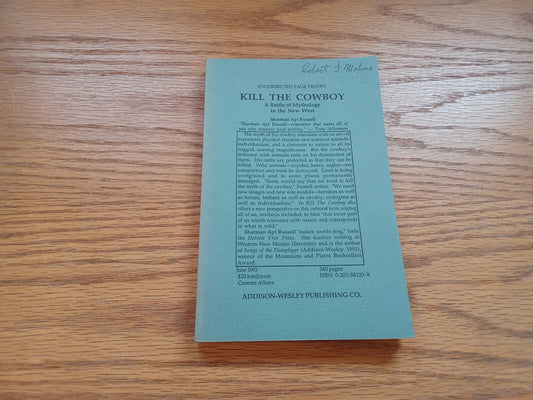 Robert J. Moline
UNCORRECTED PAGE PROOFS
KILL THE COWBOY
A Battle of Mythology
in the New West
Sharman Apt Russell
"Sharman Apt Russell—remember that name all of
you who treasure good writing." — Tony Hillerman
The myth of the cowboy resonates with us all—it
represents physical freedom and spiritual solitude,
individualism, and a closeness to nature in all its
rugged, soaring magnificence. But the cowboy's
intimacy with animals rests on his domination of
them. His cattle are protected so that they can be
killed. Wild animals—coyotes, bears, eagles—are
competition and must be destroyed. Land is being
overgrazed and in some places permanently
damaged. "Some would say that we need to kill
the myth of the cowboy," Russell writes. "We need
new images and new role models—heroines as well
as heroes, Indians as well as cavalry, ecologists as
well as individualists." In Kill The Cowboy she
offers a new perspective on this cultural icon, urging
all of us, cowboys included, to find "that inner part
of us which resonates with nature and corresponds
to what is wild."
Sharman Apt Russell "makes words sing," hails
the Detroit Free Press. She teaches writing at
Western New Mexico University and is the author
of Songs of the Fluteplayer (Addison-Wesley, 1991),
winner of the Mountains and Plains Booksellers
Award.
June 1993 240 pages
$20 hardcover ISBN: 0-201-58123-X
Current Affairs
ADDISON-WESLEY PUBLISHING CO.